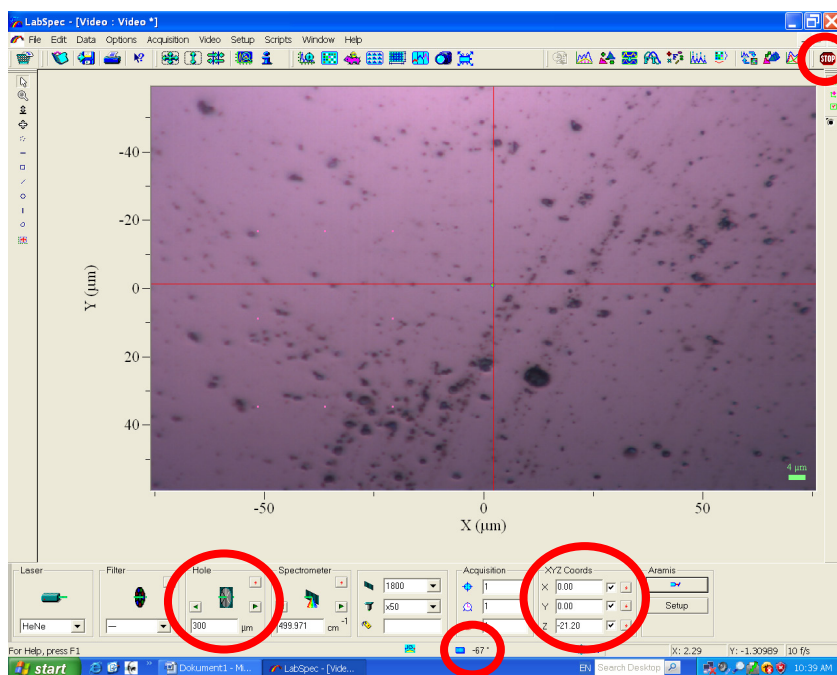 LabSpec - [Video : Video *]
File Edit Data Options Acquisition Video Setup Scripts Window Help
STOP
-40
-20
0
20
40
Y (µm)
4 µm
-50 0 50
X (µm)
Laser Filter Hole Spectrometer Acquisition XYZ Coords Aramis
1800 1 X 0.00
x50 1 Y 0.00 Setup
HeNe --- 300 µm 499.971 cm-1 Z -21.20
For Help, press F1 -67 ° X: 2.29 Y: -1.30989 10 f/s
start Dokument1 - Mi... LabSpec - [Vide... EN Search Desktop 10:39 AM